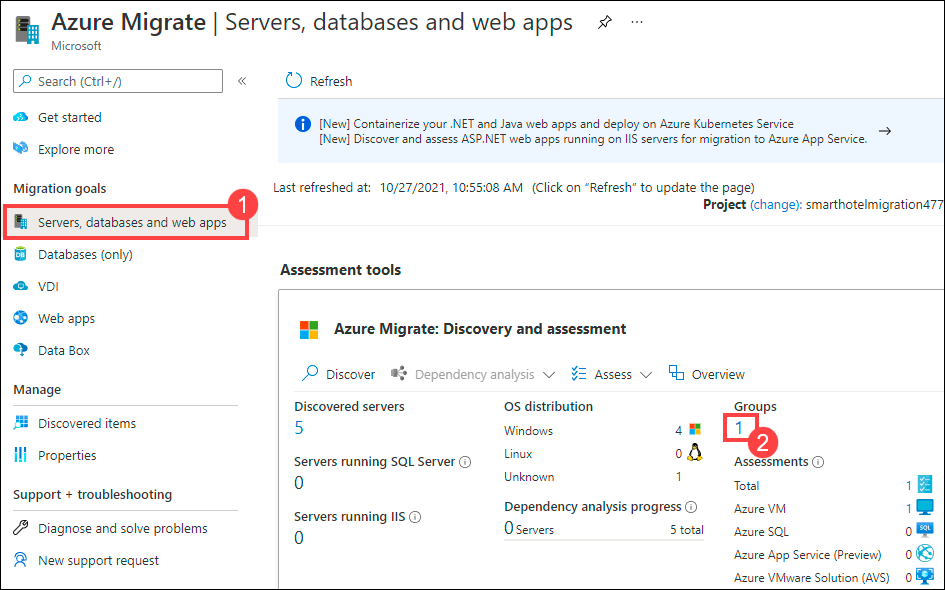 Azure Migrate | Servers, databases and web apps ...
Microsoft
Search (Ctrl+/) «
Get started
Explore more
Migration goals
Servers, databases and web apps 1
Databases (only)
VDI
Web apps
Data Box
Manage
Discovered items
Properties
Support + troubleshooting
Diagnose and solve problems
New support request
Refresh
[New] Containerize your .NET and Java web apps and deploy on Azure Kubernetes Service
[New] Discover and assess ASP.NET web apps running on IIS servers for migration to Azure App Service. →
Last refreshed at: 10/27/2021, 10:55:08 AM (Click on “Refresh” to update the page)
Project (change): smarthotelmigration477
Assessment tools
Azure Migrate: Discovery and assessment
Discover Dependency analysis Assess Overview
Discovered servers
5
Servers running SQL Server
0
Servers running IIS
0
OS distribution
Windows 4
Linux 0
Unknown 1
Dependency analysis progress
0 Servers 5 total
Groups
1 2
Assessments
Total 1
Azure VM 1
Azure SQL 0 SQL
Azure App Service (Preview) 0
Azure VMware Solution (AVS) 0